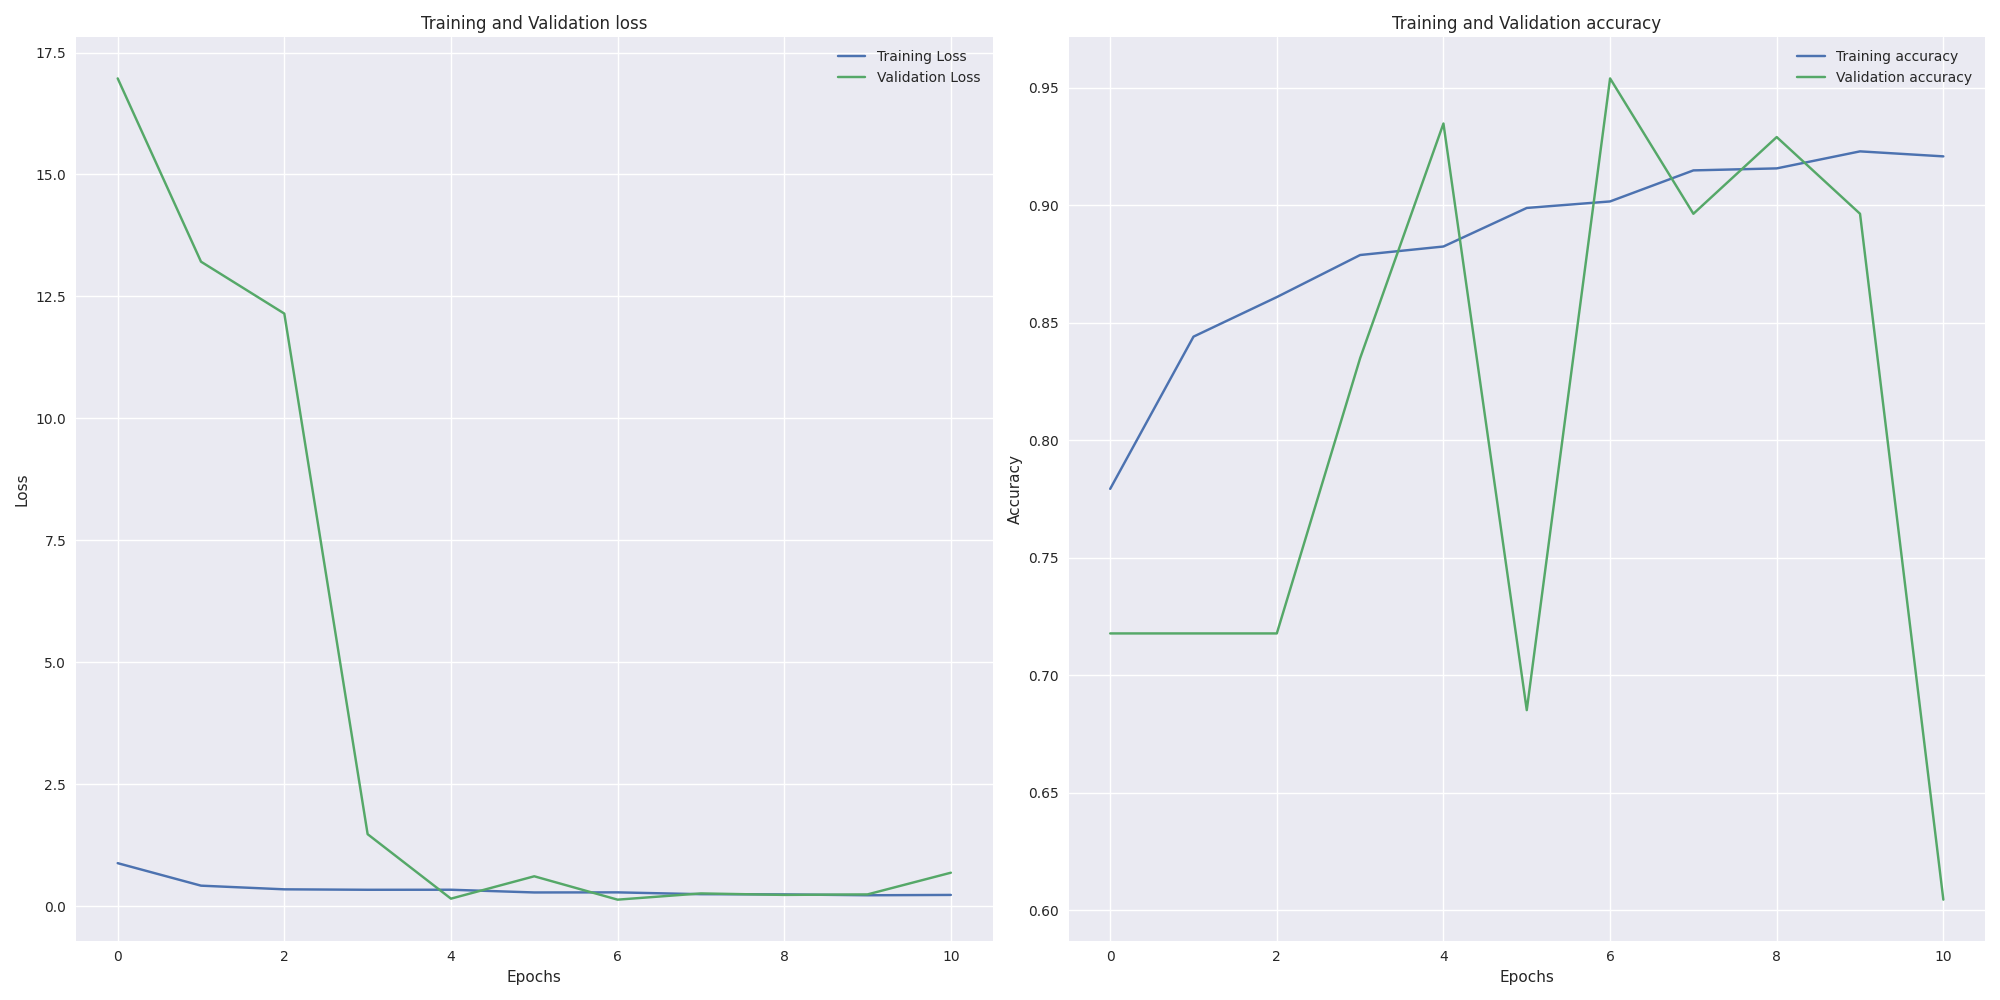 Training and Validation loss
Training Loss
Validation Loss
17.5
15.0
12.5
10.0
7.5
5.0
2.5
0.0
Loss
0 2 4 6 8 10
Epochs
Training and Validation accuracy
Training accuracy
Validation accuracy
0.95
0.90
0.85
0.80
0.75
0.70
0.65
0.60
Accuracy
0 2 4 6 8 10
Epochs